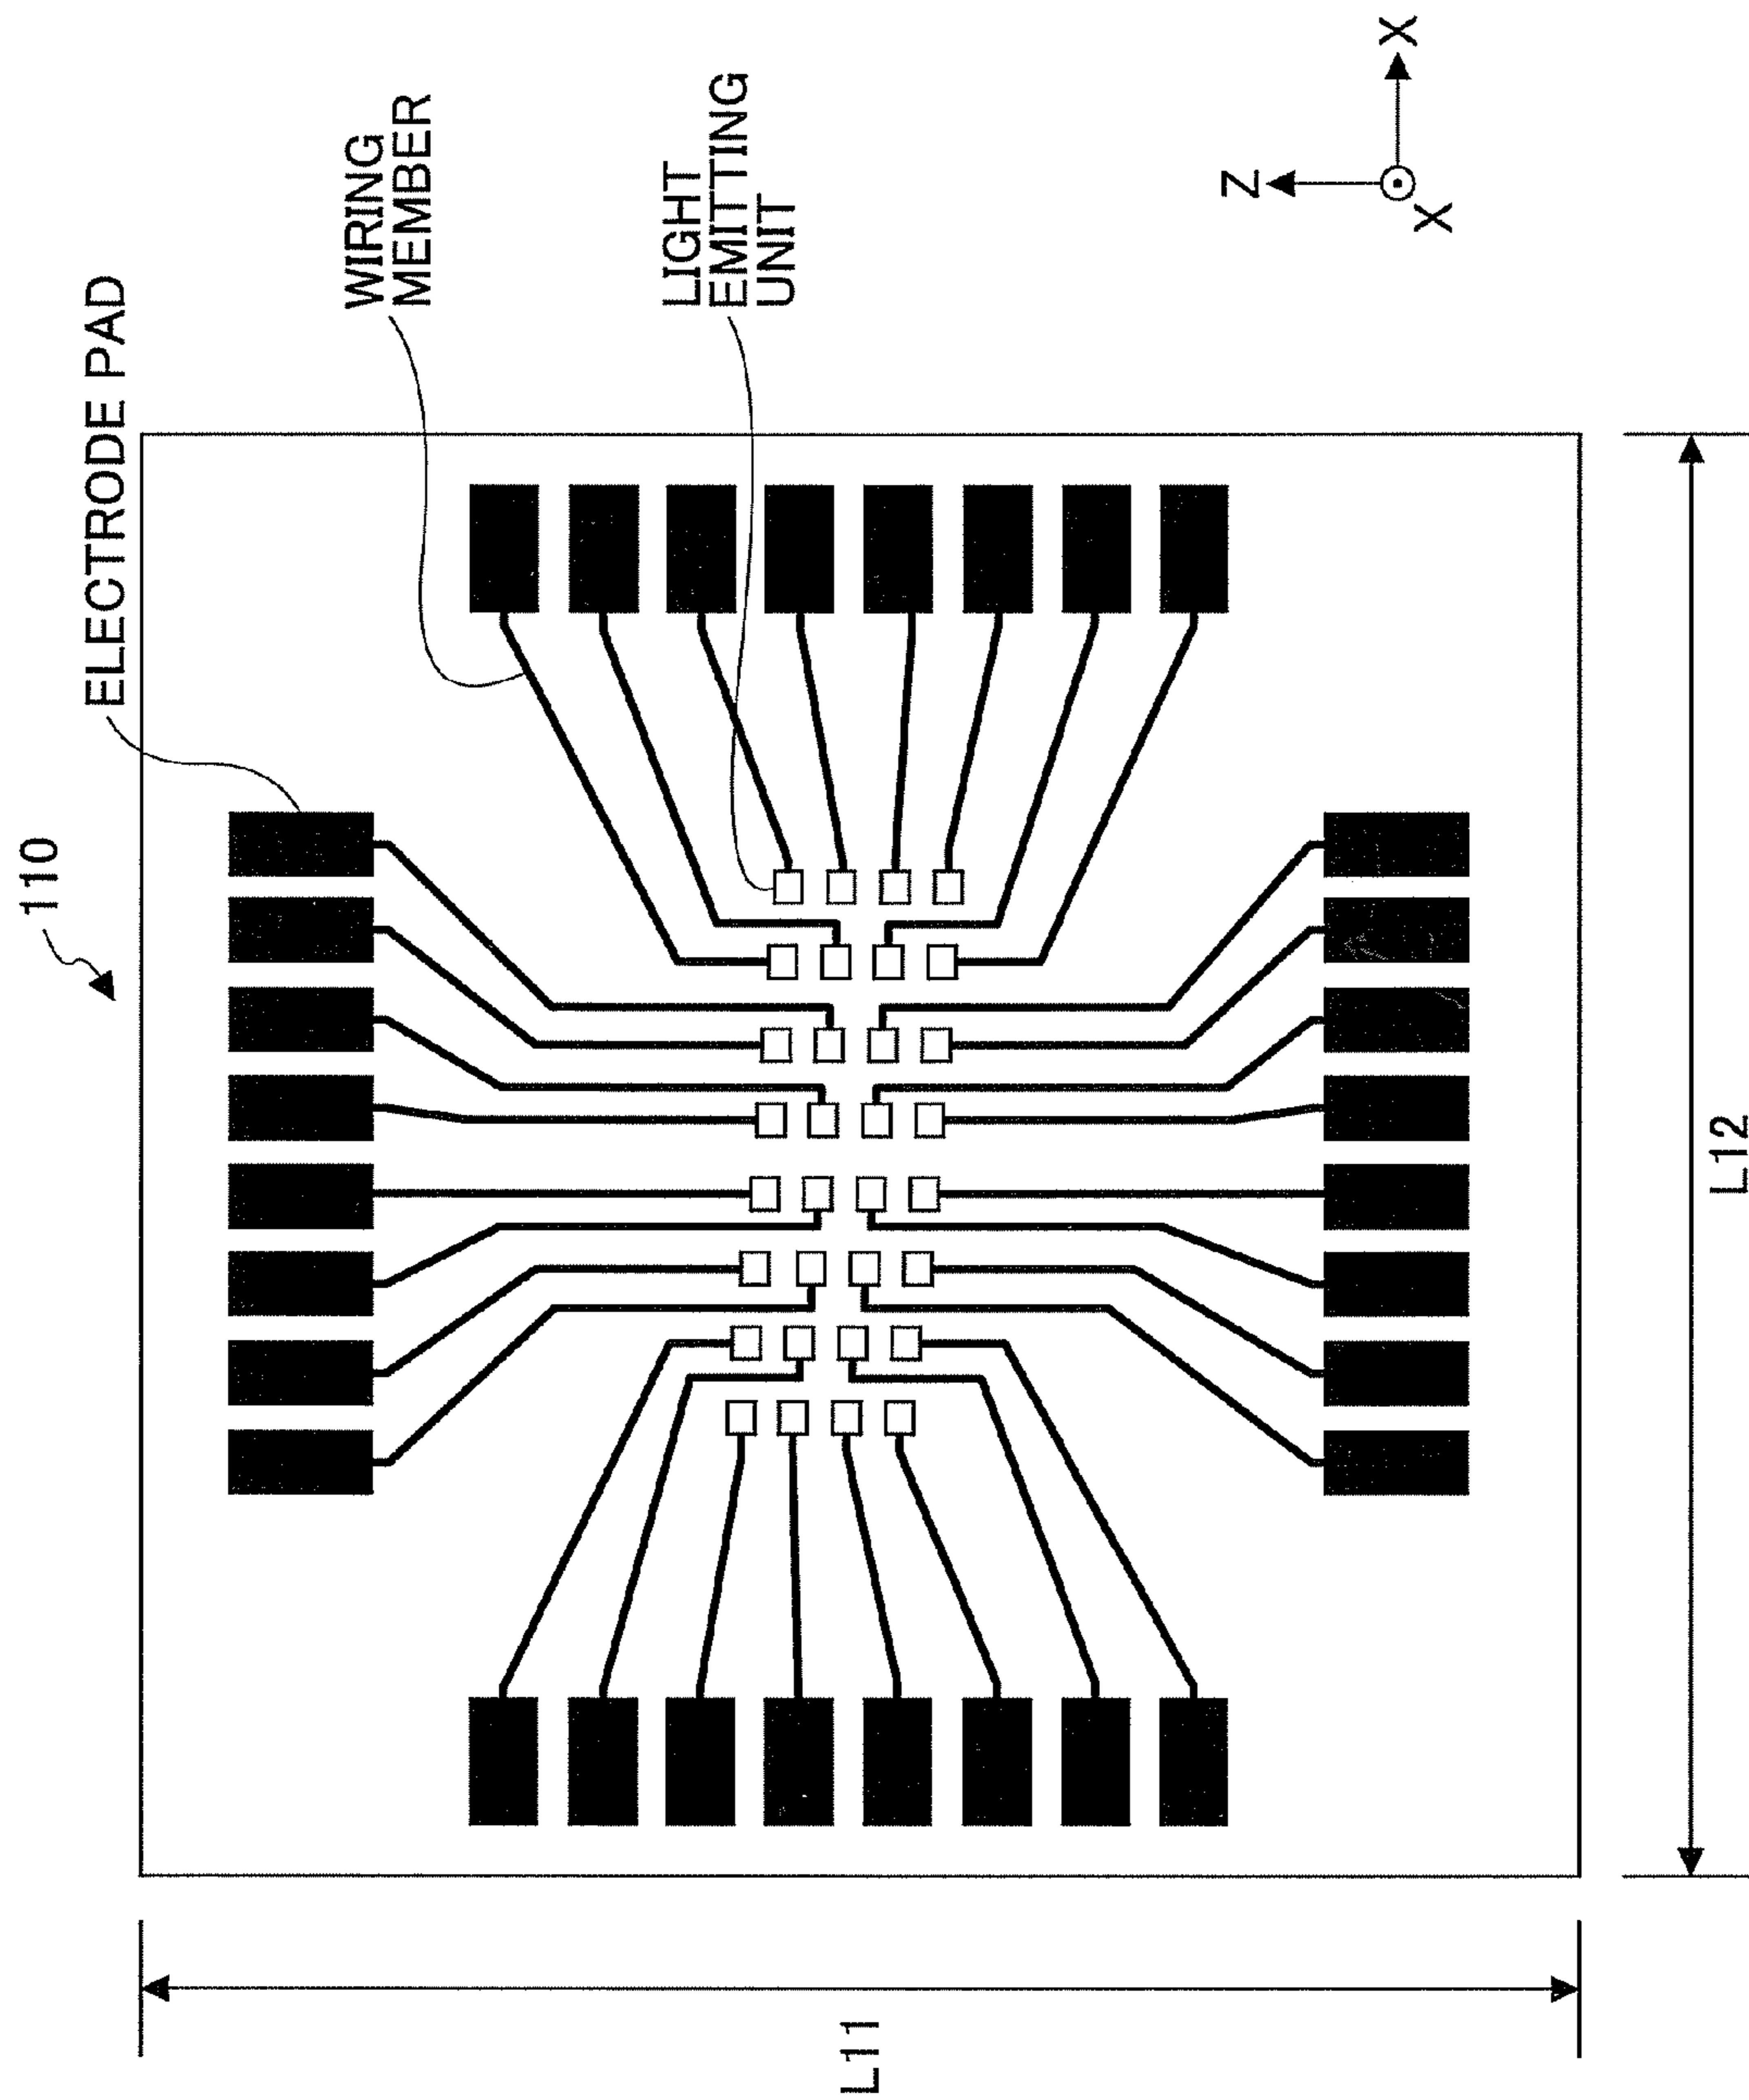 110
ELECTRODE PAD
WIRING
MEMBER
LIGHT
EMITTING
UNIT
L11
L12
Z
X
X